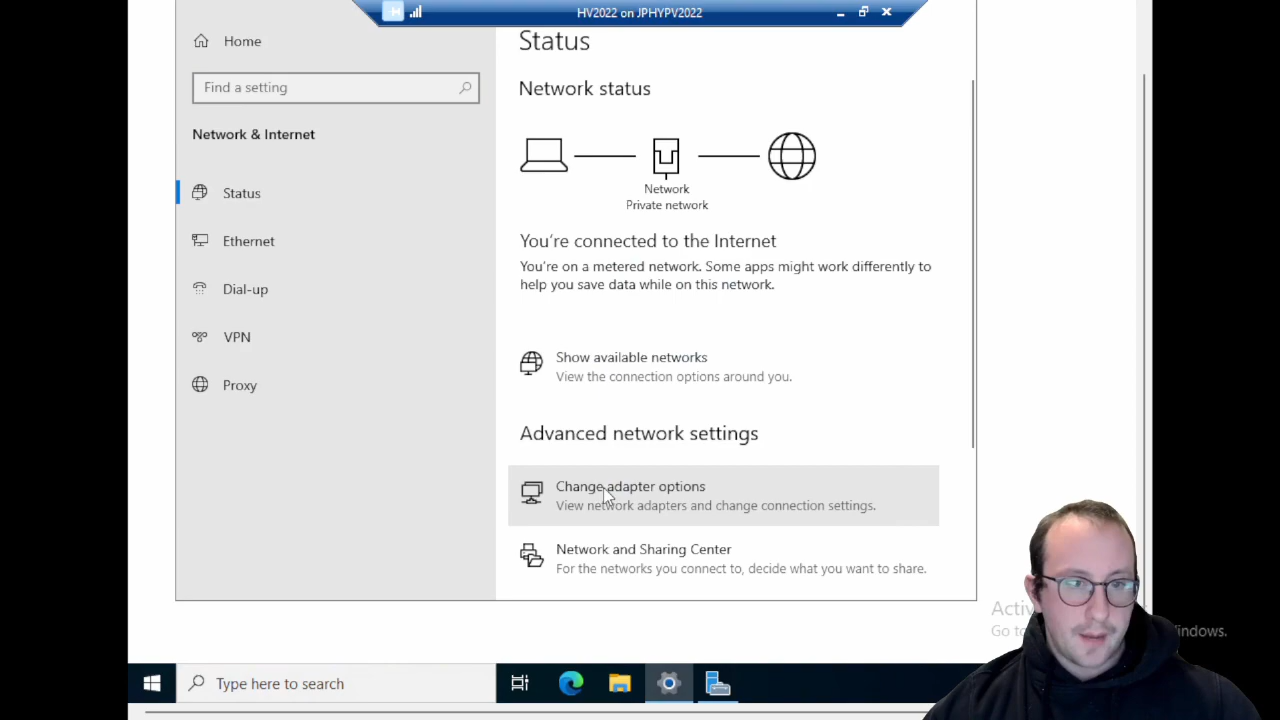 HV2022 on JPHYPV2022
Home
Find a setting
Network & Internet
Status
Ethernet
Dial-up
VPN
Proxy
Status
Network status
Network
Private network
You're connected to the Internet
You're on a metered network. Some apps might work differently to
help you save data while on this network.
Show available networks
View the connection options around you.
Advanced network settings
Change adapter options
View network adapters and change connection settings.
Network and Sharing Center
For the networks you connect to, decide what you want to share.
Go to
Type here to search